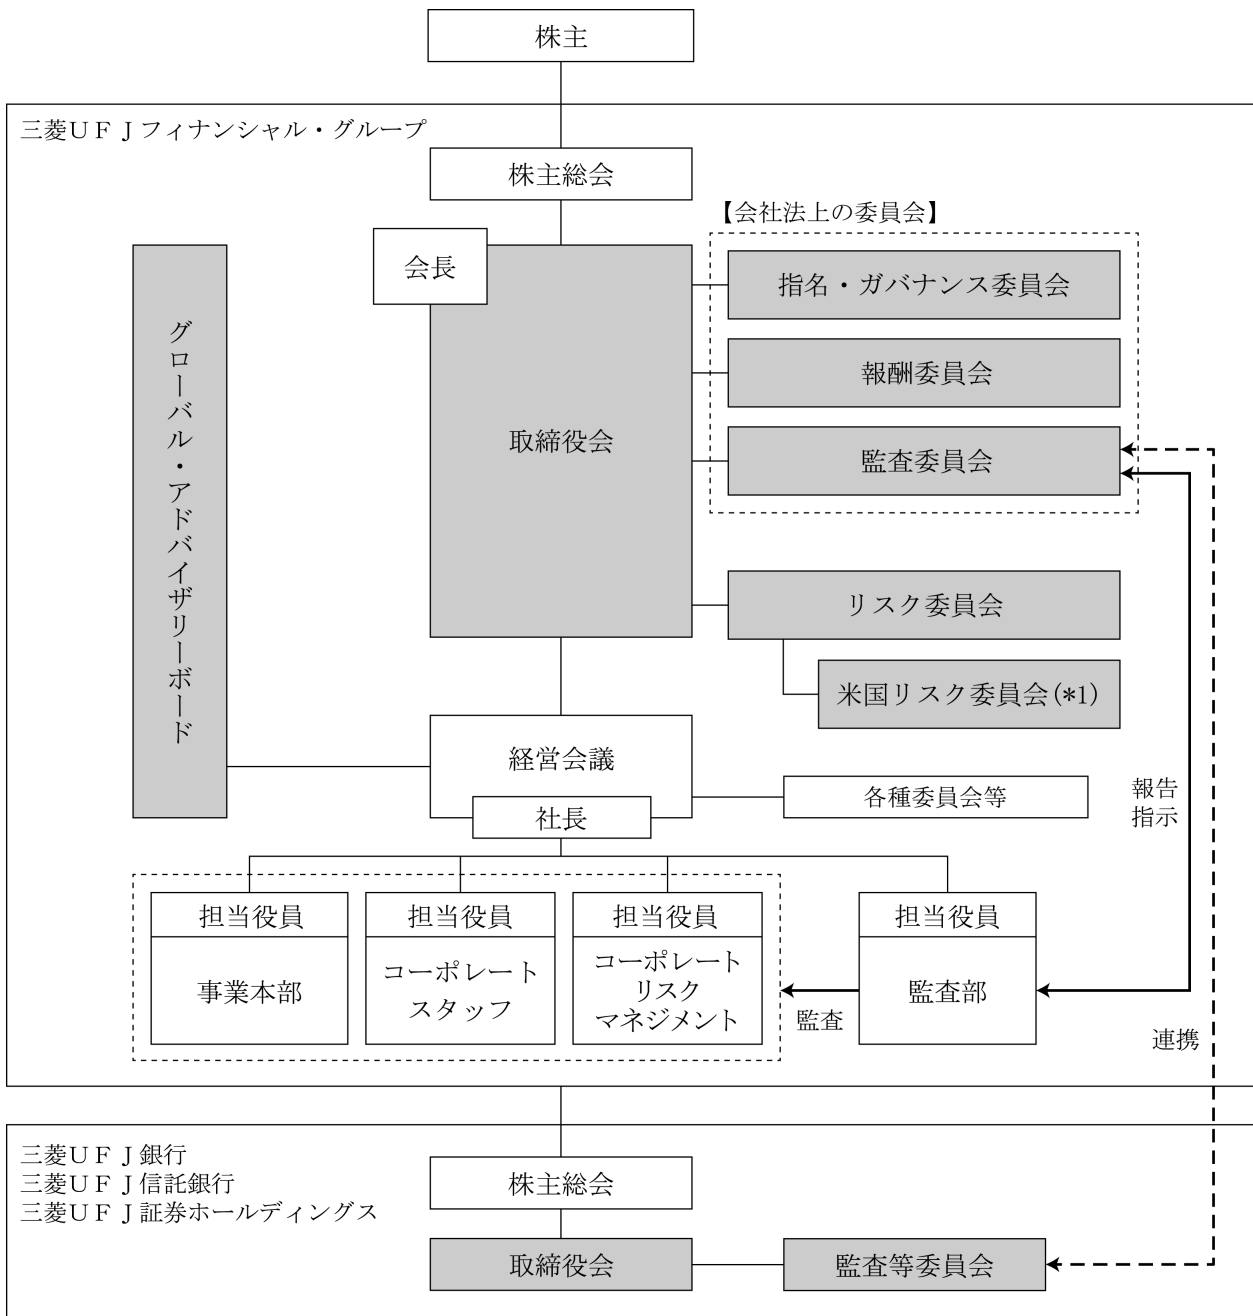 株主
三菱ＵＦＪフィナンシャル・グループ
株主総会
【会社法上の委員会】
会長
指名・ガバナンス委員会
グローバル・アドバイザリーボード
報酬委員会
取締役会
監査委員会
リスク委員会
米国リスク委員会(*1)
経営会議
各種委員会等
社長
報告
指示
担当役員
事業本部
担当役員
コーポレート
スタッフ
担当役員
コーポレート
リスク
マネジメント
監査
担当役員
監査部
連携
三菱ＵＦＪ銀行
三菱ＵＦＪ信託銀行
三菱ＵＦＪ証券ホールディングス
株主総会
取締役会
監査等委員会